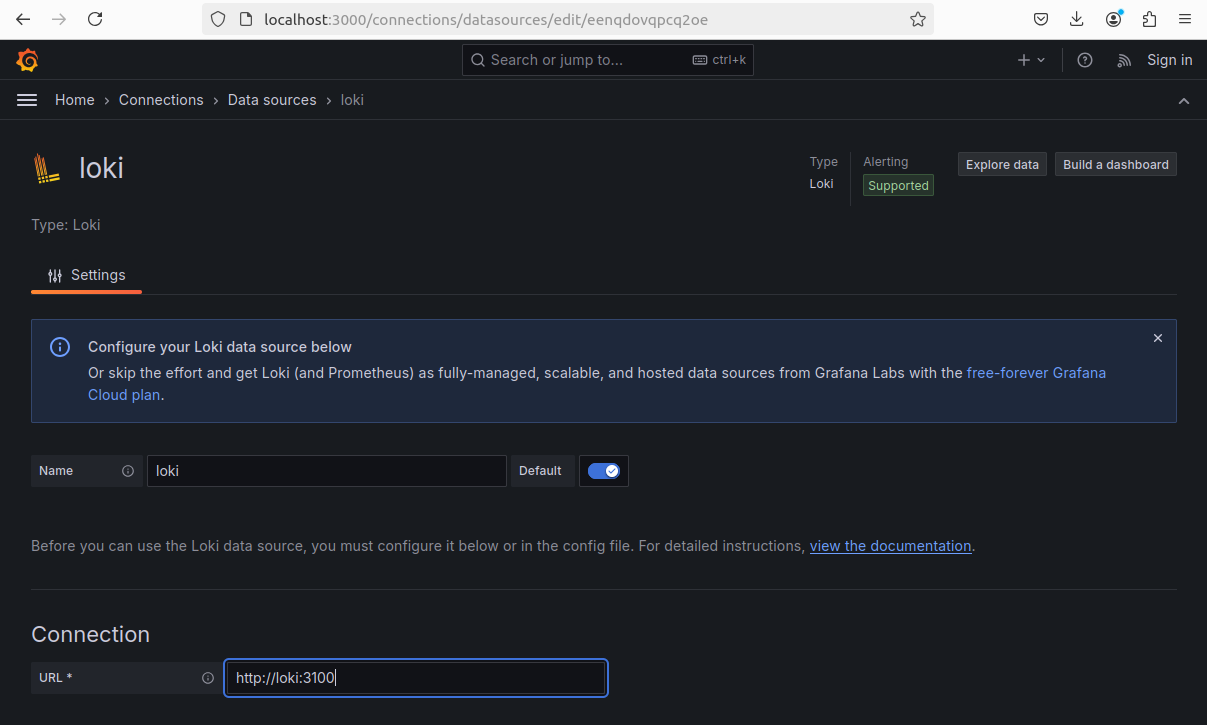 localhost:3000/connections/datasources/edit/eenqdovqpcq2oe
Search or jump to... ctrl+k Sign in
Home › Connections › Data sources › loki
loki
Type Alerting Explore data Build a dashboard
Loki Supported
Type: Loki
Settings
Configure your Loki data source below
Or skip the effort and get Loki (and Prometheus) as fully-managed, scalable, and hosted data sources from Grafana Labs with the free-forever Grafana
Cloud plan.
Name loki Default
Before you can use the Loki data source, you must configure it below or in the config file. For detailed instructions, view the documentation.
Connection
URL * http://loki:3100